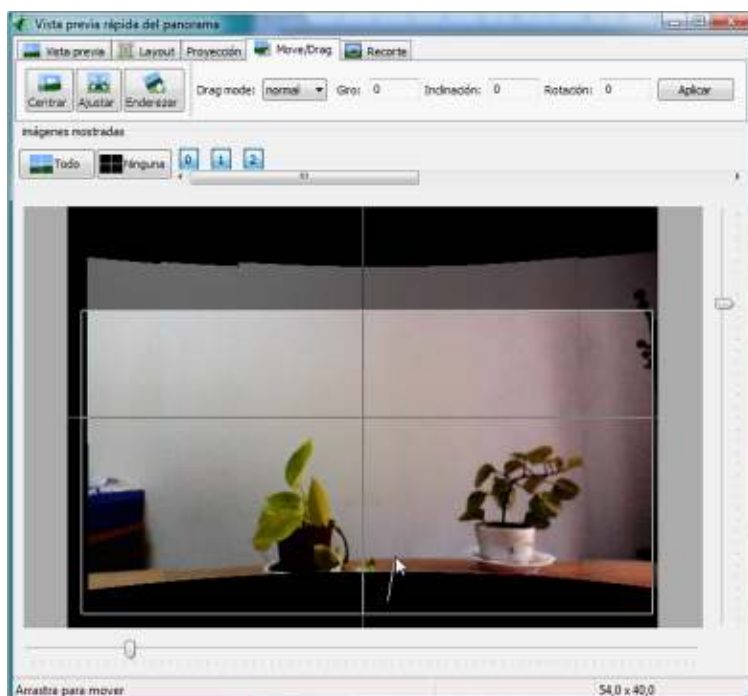 Vista previa rápida del panorama
Vista previa Layout Proyección Move/Drag Recorte
Centrar Ajustar Enderezar Drag mode: normal Giro: 0 Inclinación: 0 Rotación: 0 Aplicar
Imágenes mostradas
Todo Ninguna 0 1 2
Arrastra para mover 54,0 x 40,0